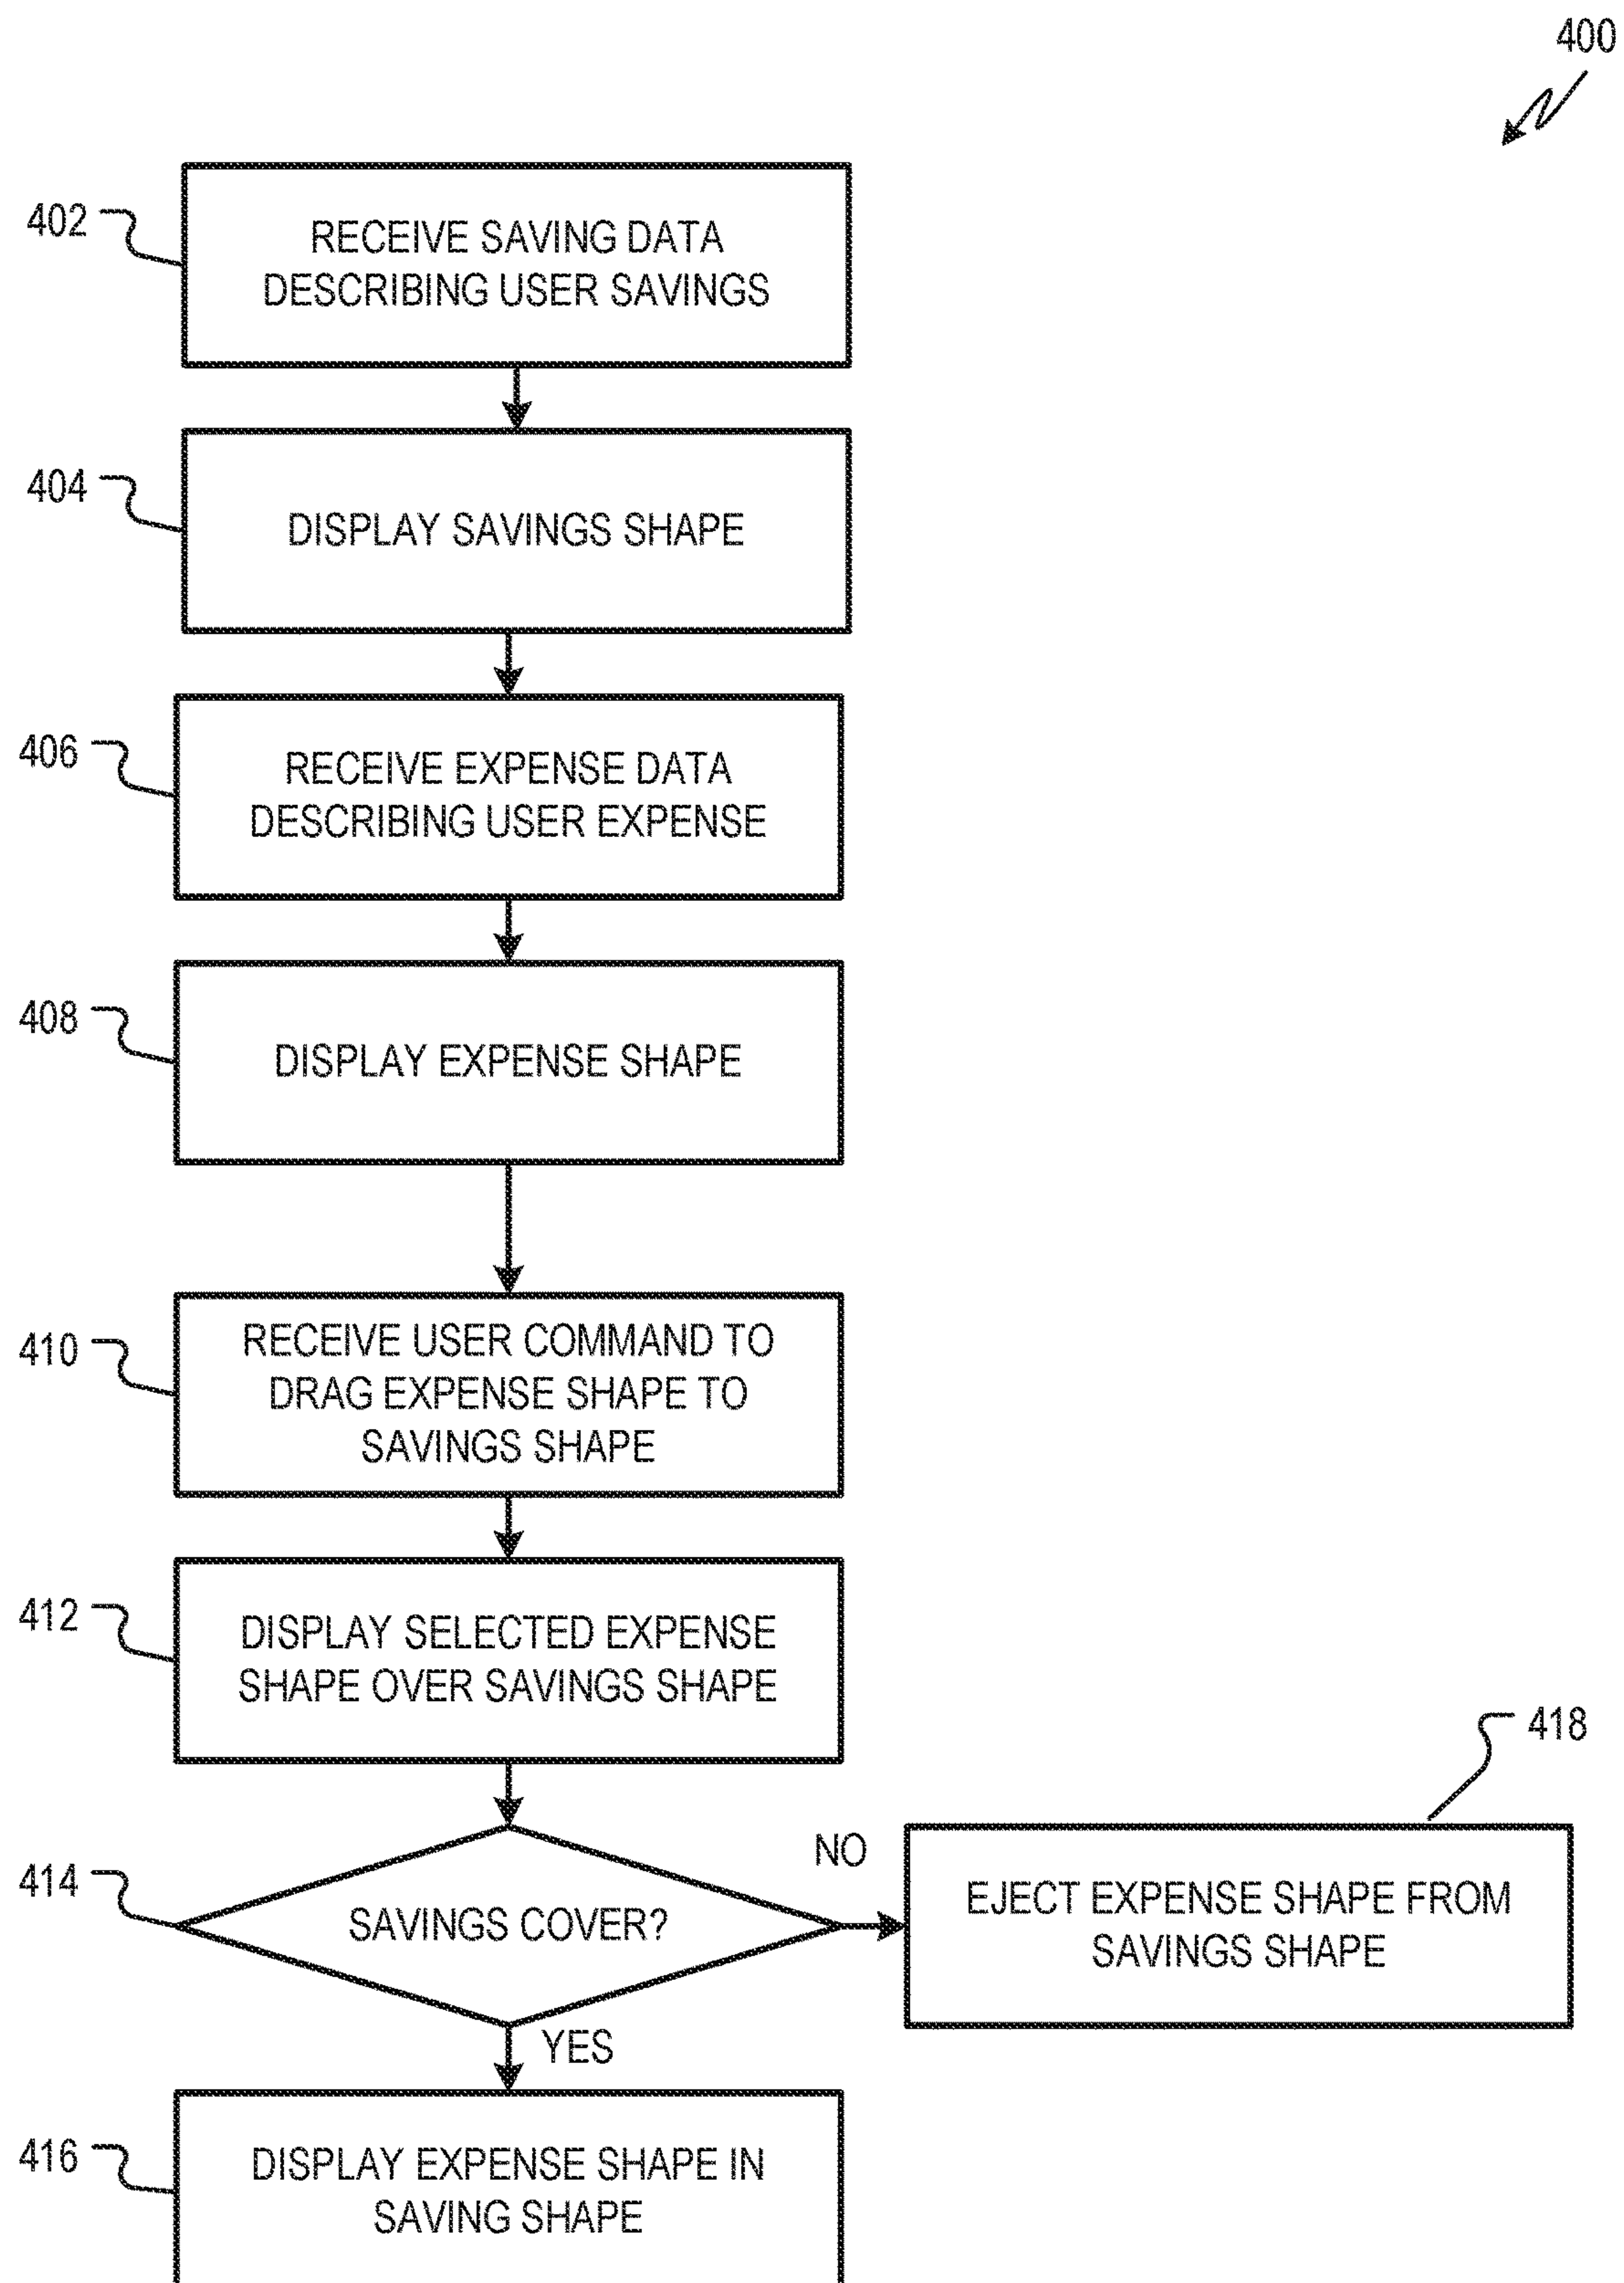 400
402
RECEIVE SAVING DATA
DESCRIBING USER SAVINGS
404
DISPLAY SAVINGS SHAPE
406
RECEIVE EXPENSE DATA
DESCRIBING USER EXPENSE
408
DISPLAY EXPENSE SHAPE
410
RECEIVE USER COMMAND TO
DRAG EXPENSE SHAPE TO
SAVINGS SHAPE
412
DISPLAY SELECTED EXPENSE
SHAPE OVER SAVINGS SHAPE
414
SAVINGS COVER?
NO
418
EJECT EXPENSE SHAPE FROM
SAVINGS SHAPE
YES
416
DISPLAY EXPENSE SHAPE IN
SAVING SHAPE